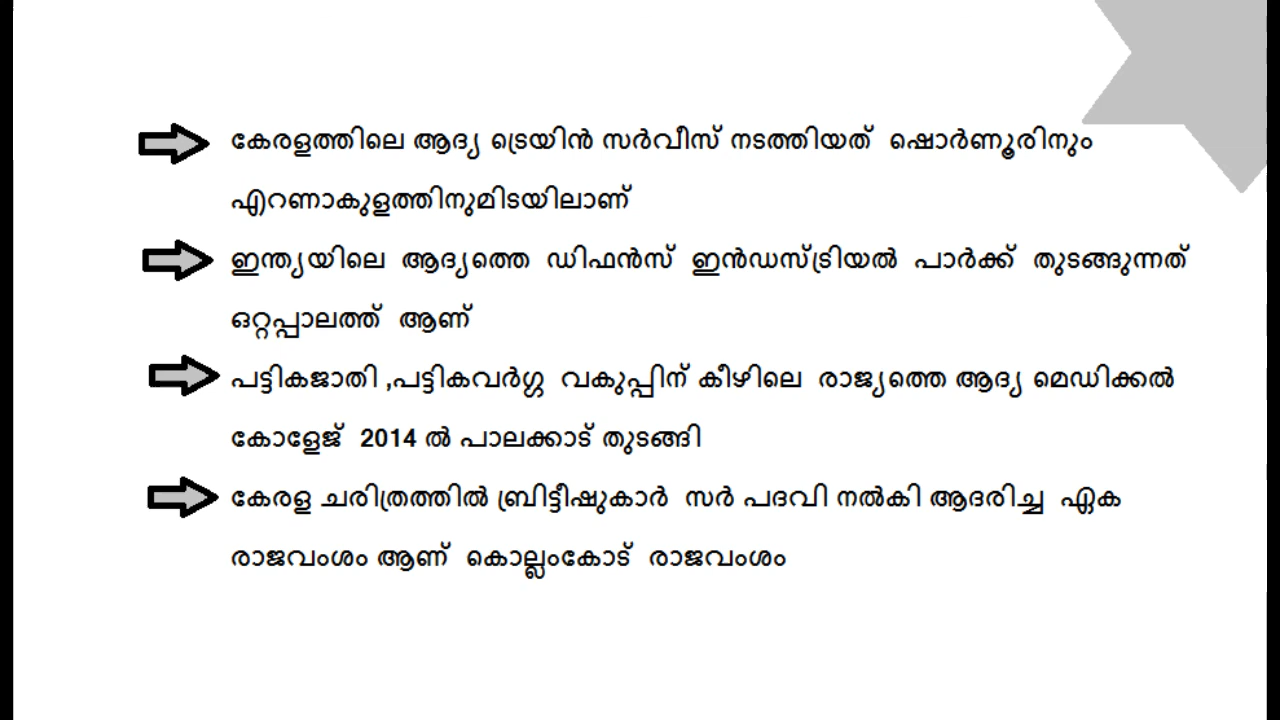 കേരളത്തിലെ ആദ്യ ട്രെയിൻ സർവീസ് നടത്തിയത് ഷൊർണൂരിനും
എറണാകുളത്തിനുമിടയിലാണ്
ഇന്ത്യയിലെ ആദ്യത്തെ ഡിഫൻസ് ഇൻഡസ്ട്രിയൽ പാർക്ക് തുടങ്ങുന്നത്
ഒറ്റപ്പാലത്ത് ആണ്
പട്ടികജാതി ,പട്ടികവർഗ്ഗ വകുപ്പിന് കീഴിലെ രാജ്യത്തെ ആദ്യ മെഡിക്കൽ
കോളേജ് 2014 ൽ പാലക്കാട് തുടങ്ങി
കേരള ചരിത്രത്തിൽ ബ്രിട്ടീഷുകാർ സർ പദവി നൽകി ആദരിച്ച ഏക
രാജവംശം ആണ് കൊല്ലംകോട് രാജവംശം